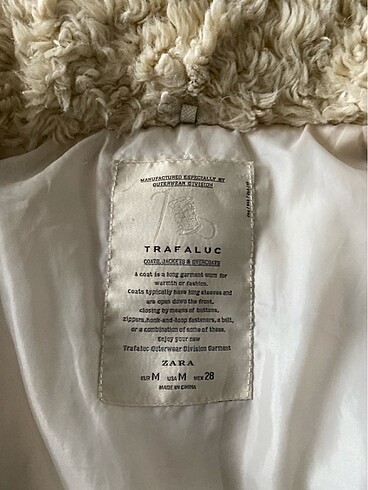 MANUFACTURED ESPECIALLY BY
OUTERWEAR DIVISION
TRAFALUC
COATS, JACKETS & OVERCOATS
A coat is a long garment worn for
warmth or fashion.
Coats typically have long sleeves and
are open down the front,
closing by means of buttons,
zippers, hook-and-loop fasteners, a belt,
or a combination of some of these.
Enjoy your new
Trafaluc Outerwear Division Garment
ZARA
EUR M USA M MEX 28
MADE IN CHINA